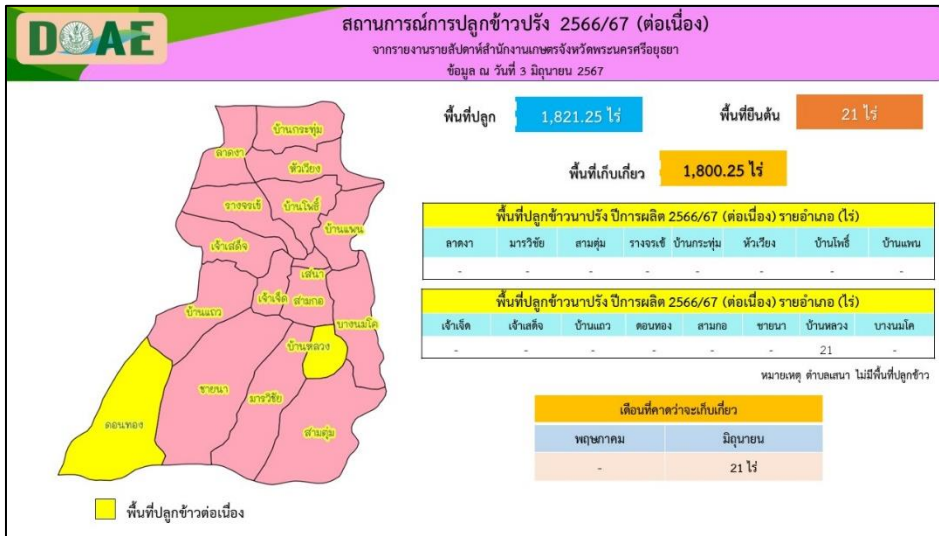 DOAE
สถานการณ์การปลูกข้าวปรัง 2566/67 (ต่อเนื่อง)
จากรายงานรายสัปดาห์สำนักงานเกษตรจังหวัดพระนครศรีอยุธยา
ข้อมูล ณ วันที่ 3 มิถุนายน 2567
พื้นที่ปลูก 1,821.25 ไร่ พื้นที่ยืนต้น 21 ไร่
พื้นที่เก็บเกี่ยว 1,800.25 ไร่
บ้านกระทุ่ม
ลาดงา
หัวเวียง
รางจรเข้
บ้านโพธิ์
บ้านแพน
เจ้าเสด็จ
เสนา
เจ้าเจ็ด
สามกอ
บ้านแถว
บางนมโค
บ้านหลวง
ชายนา
มารวิชัย
ดอนทอง
สามตุ่ม
พื้นที่ปลูกข้าวต่อเนื่อง
พื้นที่ปลูกข้าวนาปรัง ปีการผลิต 2566/67 (ต่อเนื่อง) รายอำเภอ (ไร่)
ลาดงา มารวิชัย สามตุ่ม รางจรเข้ บ้านกระทุ่ม หัวเวียง บ้านโพธิ์ บ้านแพน
- - - - - - - -
พื้นที่ปลูกข้าวนาปรัง ปีการผลิต 2566/67 (ต่อเนื่อง) รายอำเภอ (ไร่)
เจ้าเจ็ด เจ้าเสด็จ บ้านแถว ดอนทอง สามกอ ชายนา บ้านหลวง บางนมโค
- - - - - - 21 -
หมายเหตุ ตำบลเสนา ไม่มีพื้นที่ปลูกข้าว
เดือนที่คาดว่าจะเก็บเกี่ยว
พฤษภาคม มิถุนายน
- 21 ไร่